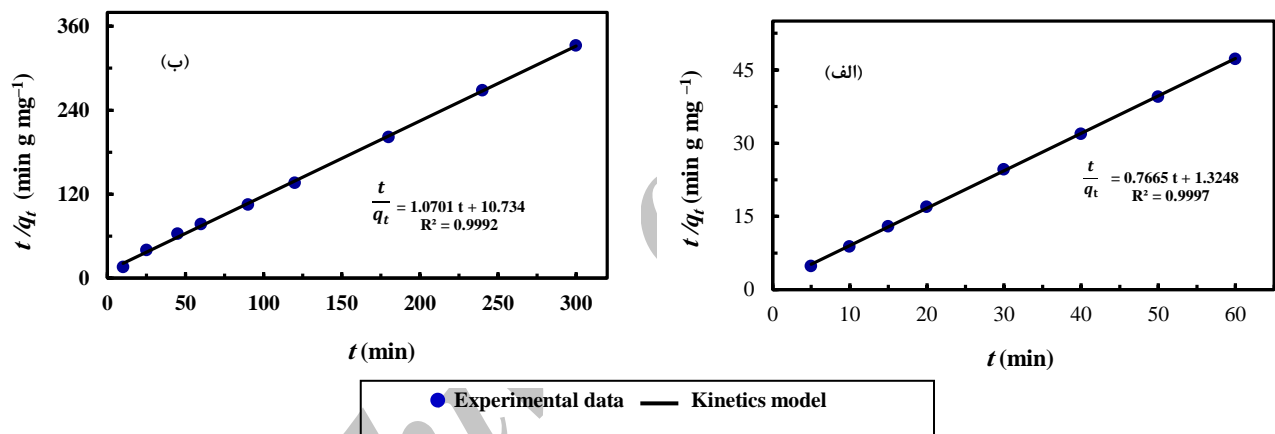 360
240
120
0
t/qt (min g mg⁻¹)
(ب)
t/qt = 1.0701 t + 10.734
R² = 0.9992
0 50 100 150 200 250 300
t (min)
45
30
15
0
t/qt (min g mg ⁻¹)
(الف)
t/qt = 0.7665 t + 1.3248
R² = 0.9997
0 10 20 30 40 50 60
t (min)
Experimental data Kinetics model